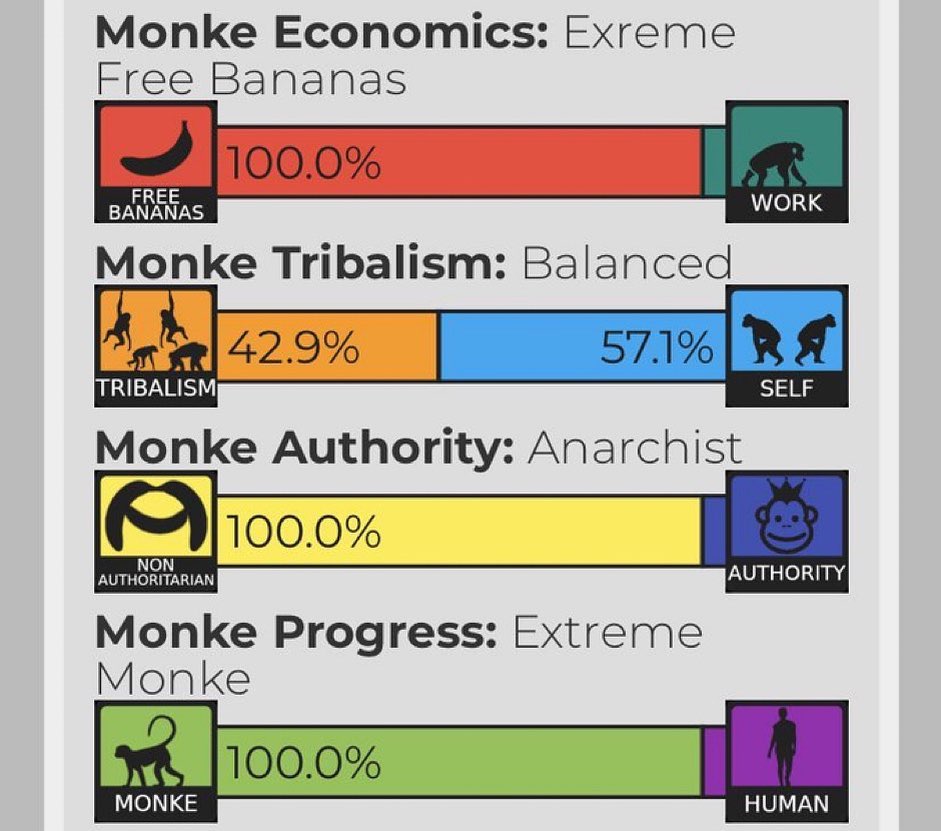 Monke Economics: Exreme
Free Bananas
FREE
BANANAS
100.0%
WORK
Monke Tribalism: Balanced
TRIBALISM
42.9%
57.1%
SELF
Monke Authority: Anarchist
NON
AUTHORITARIAN
100.0%
AUTHORITY
Monke Progress: Extreme
Monke
MONKE
100.0%
HUMAN